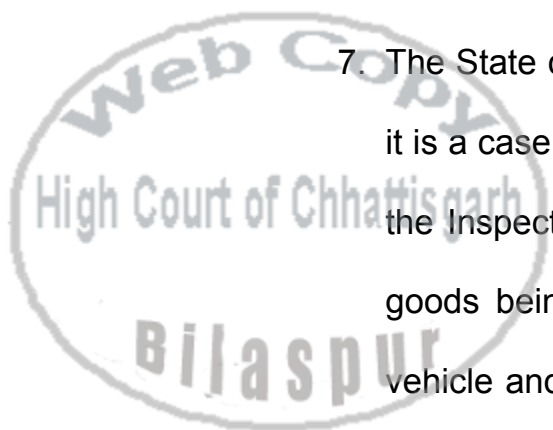 Web Copy
High Court of Chhattisgarh
Bilaspur
7. The State
it is a case
the Inspect
goods bein
vehicle and